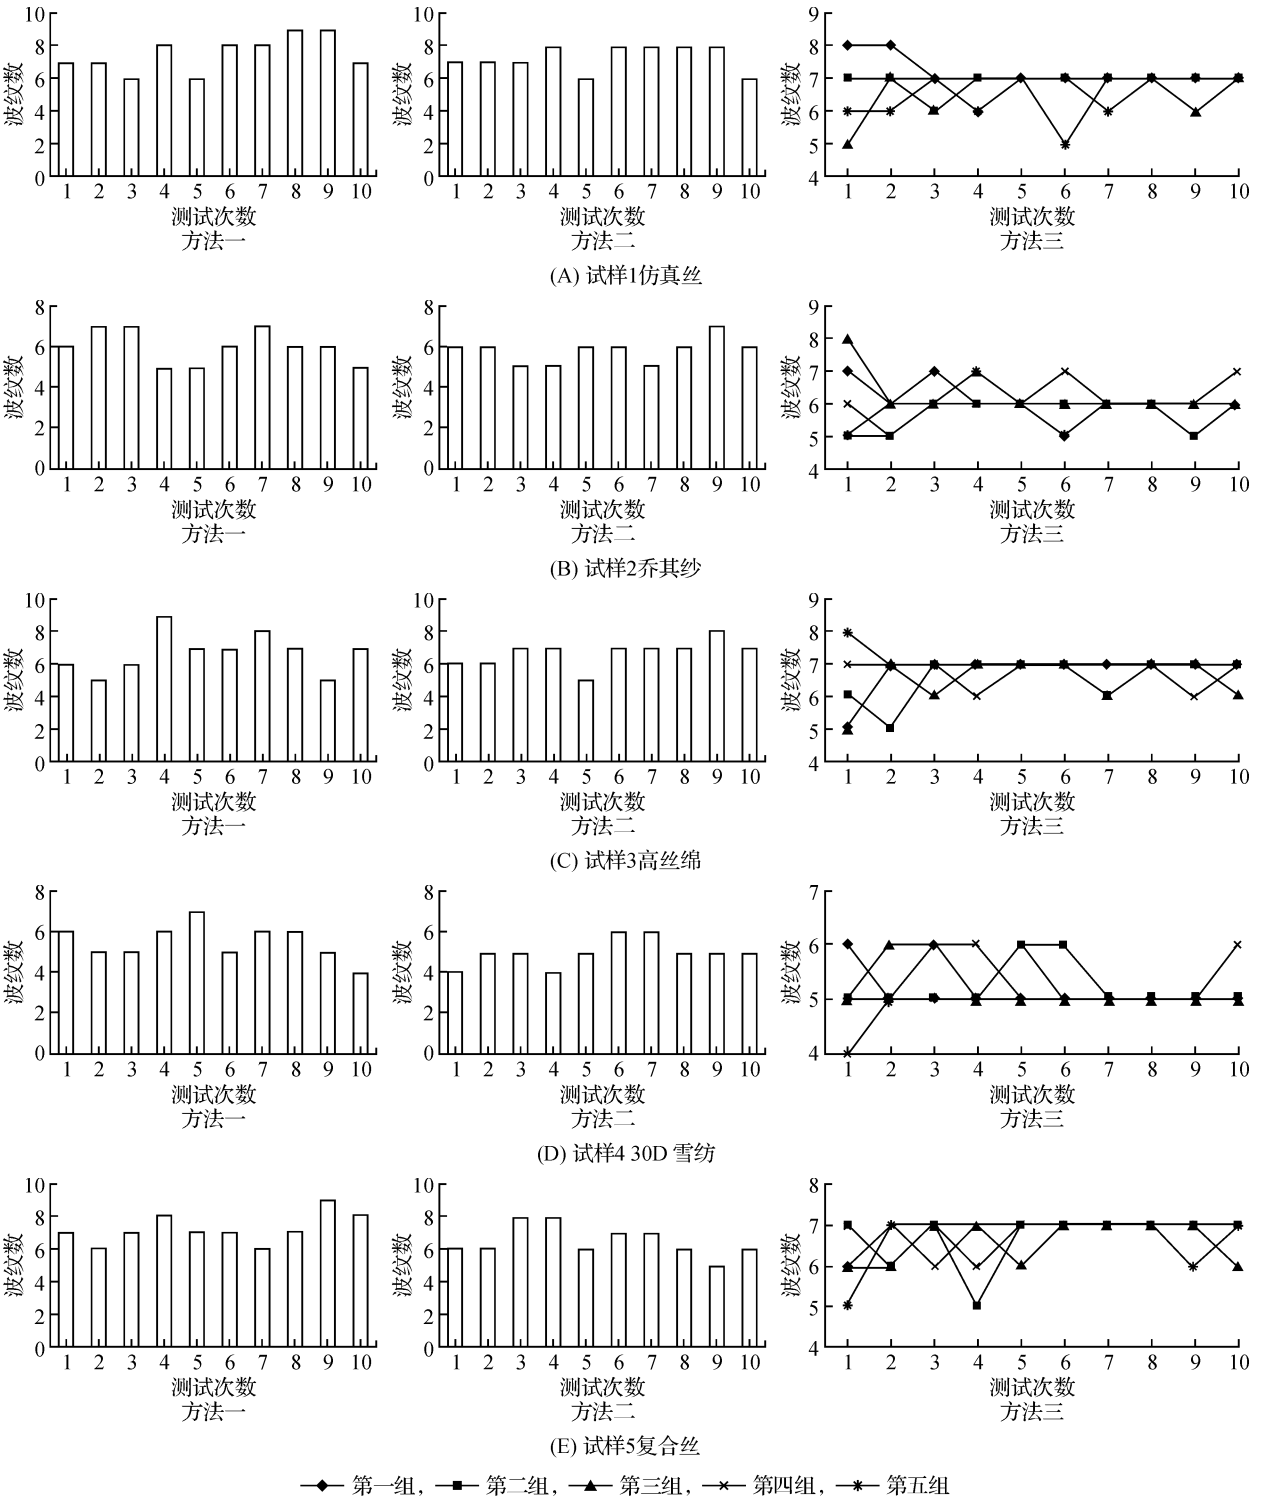 波纹数 10 8 6 4 2 0
1 2 3 4 5 6 7 8 9 10
测试次数
方法一
波纹数 10 8 6 4 2 0
1 2 3 4 5 6 7 8 9 10
测试次数
方法二
波纹数 9 8 7 6 5 4
1 2 3 4 5 6 7 8 9 10
测试次数
方法三
(A) 试样1仿真丝
波纹数 8 6 4 2 0
1 2 3 4 5 6 7 8 9 10
测试次数
方法一
波纹数 8 6 4 2 0
1 2 3 4 5 6 7 8 9 10
测试次数
方法二
波纹数 9 8 7 6 5 4
1 2 3 4 5 6 7 8 9 10
测试次数
方法三
(B) 试样2乔其纱
波纹数 10 8 6 4 2 0
1 2 3 4 5 6 7 8 9 10
测试次数
方法一
波纹数 10 8 6 4 2 0
1 2 3 4 5 6 7 8 9 10
测试次数
方法二
波纹数 9 8 7 6 5 4
1 2 3 4 5 6 7 8 9 10
测试次数
方法三
(C) 试样3高丝绵
波纹数 8 6 4 2 0
1 2 3 4 5 6 7 8 9 10
测试次数
方法一
波纹数 8 6 4 2 0
1 2 3 4 5 6 7 8 9 10
测试次数
方法二
波纹数 7 6 5 4
1 2 3 4 5 6 7 8 9 10
测试次数
方法三
(D) 试样4 30D 雪纺
波纹数 10 8 6 4 2 0
1 2 3 4 5 6 7 8 9 10
测试次数
方法一
波纹数 10 8 6 4 2 0
1 2 3 4 5 6 7 8 9 10
测试次数
方法二
波纹数 8 7 6 5 4
1 2 3 4 5 6 7 8 9 10
测试次数
方法三
(E) 试样5复合丝
第一组, 第二组, 第三组, 第四组, 第五组